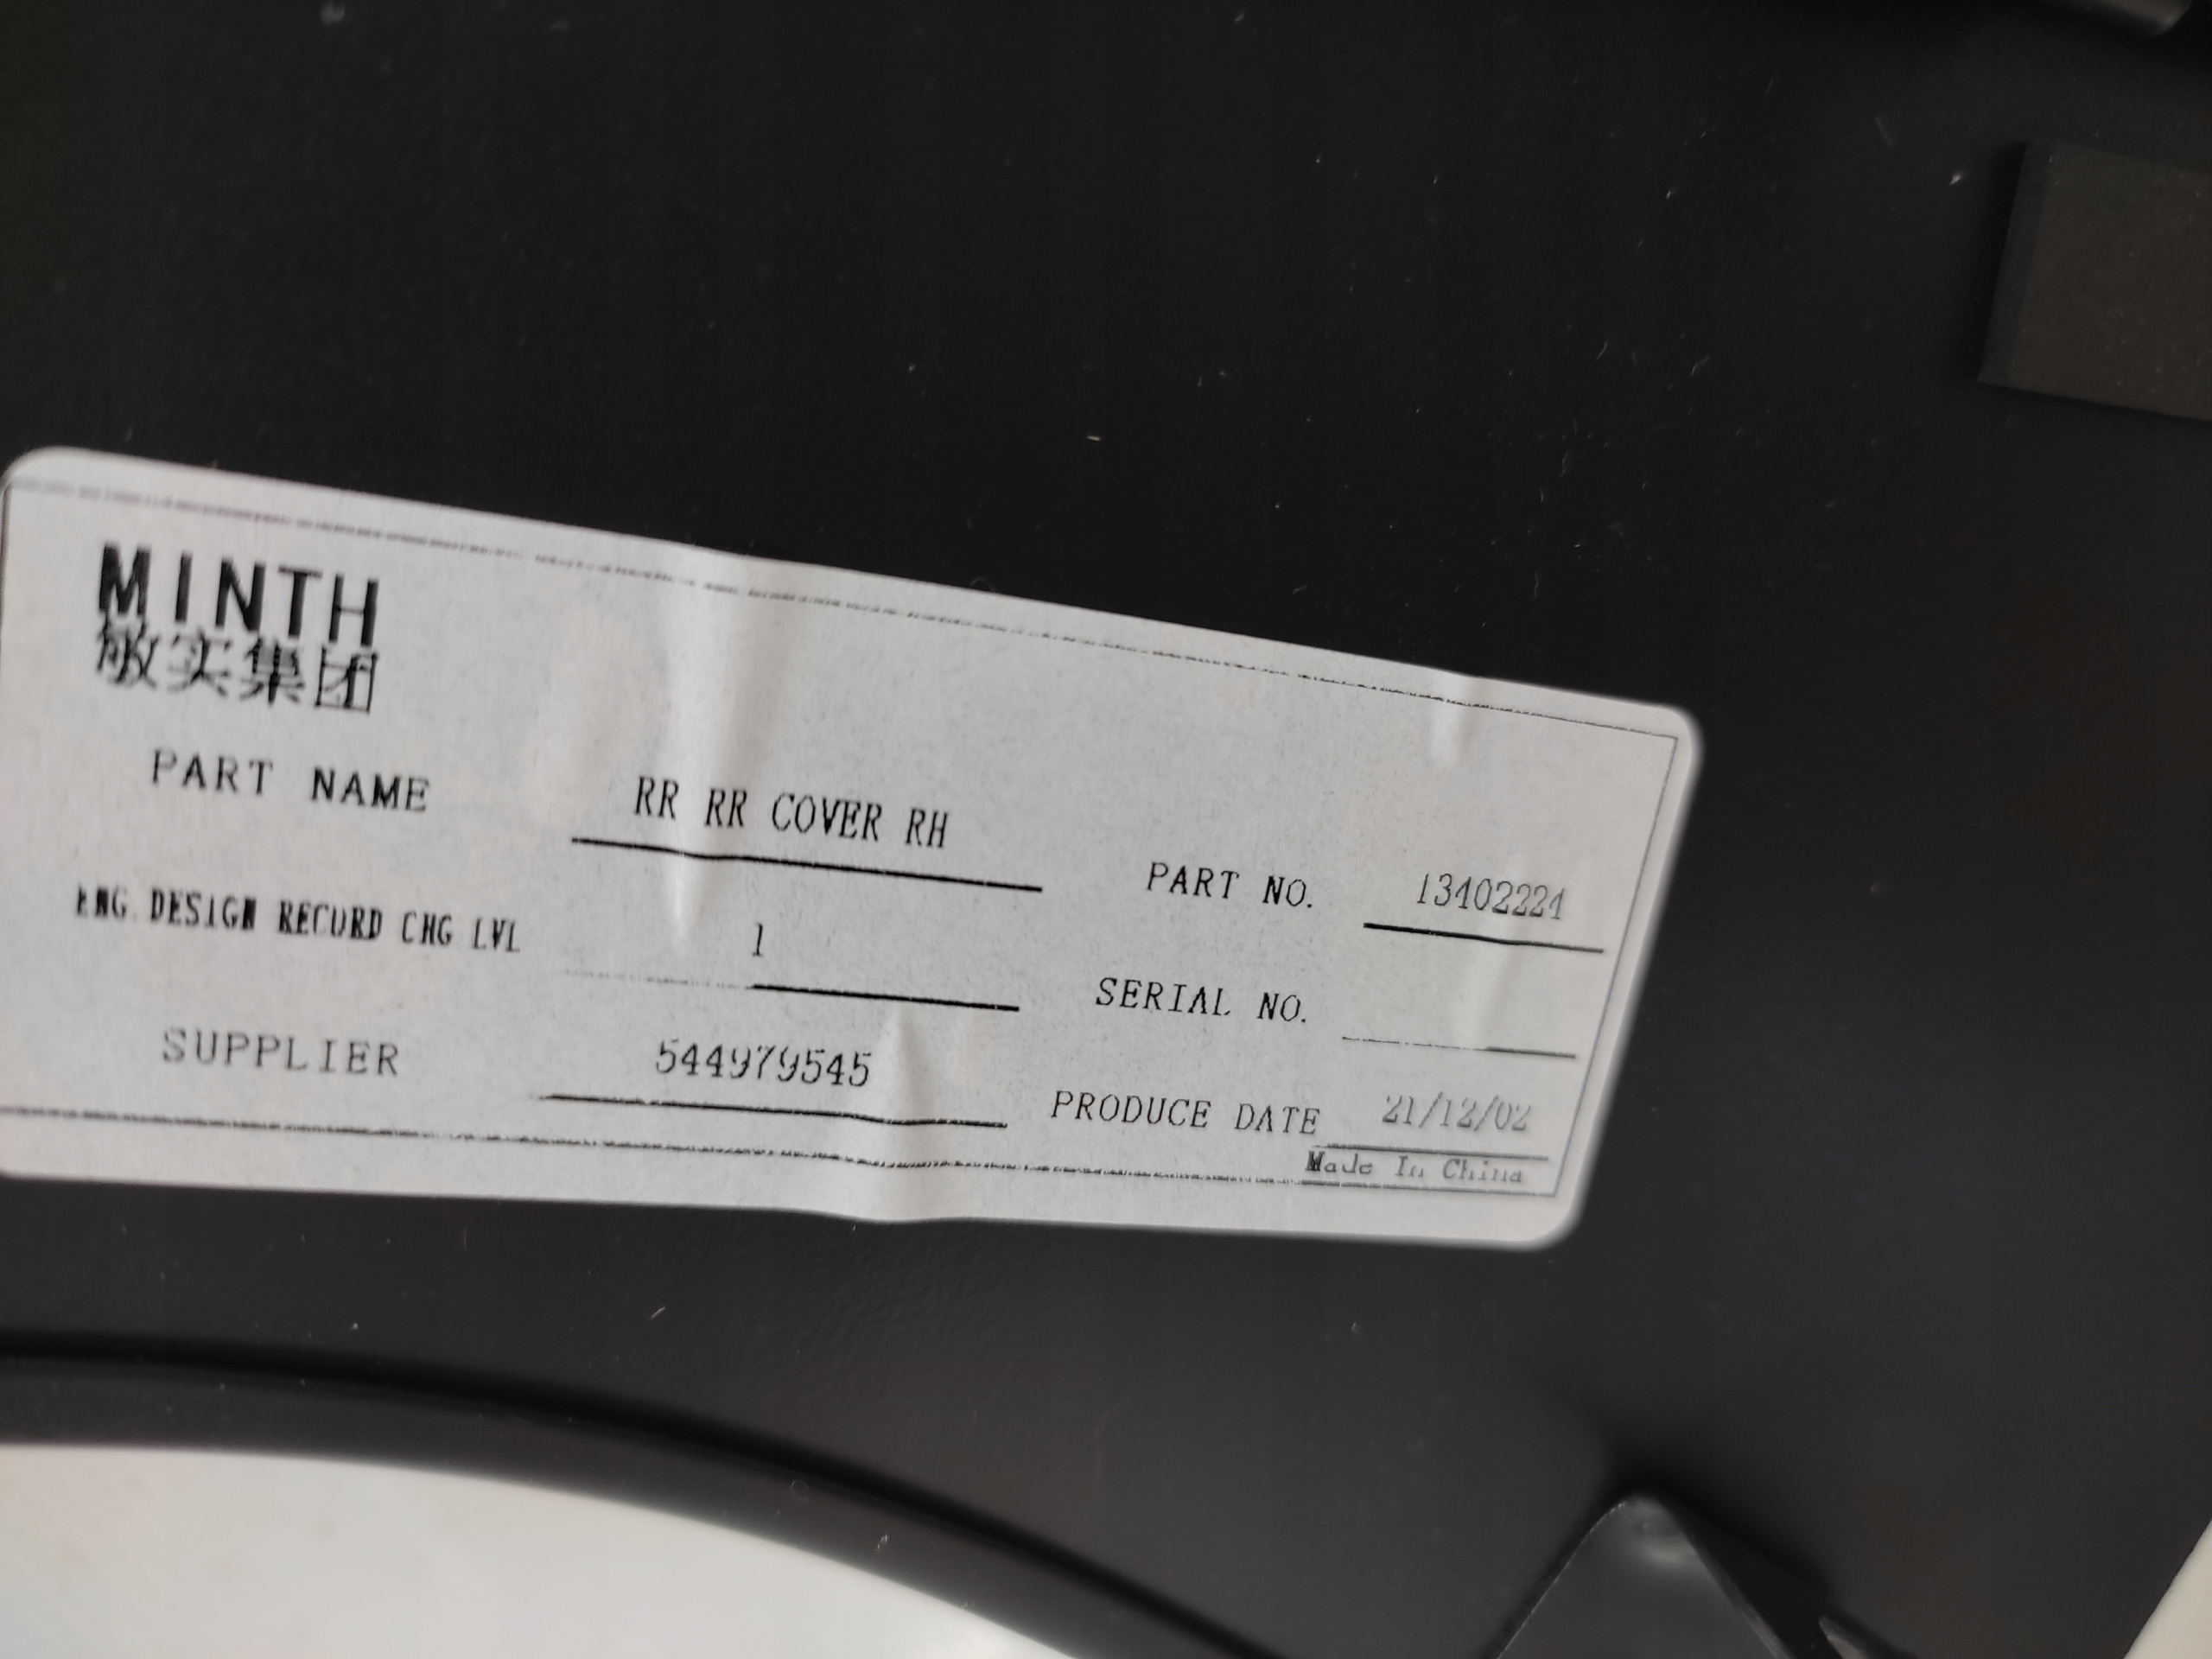 MINTH
敏实集团
PART NAME RR RR COVER RH
PART NO. 13402224
ENG DESIGN RECORD CHG LVL 1
SERIAL NO.
SUPPLIER 544979545
PRODUCE DATE 21/12/02
Made In China